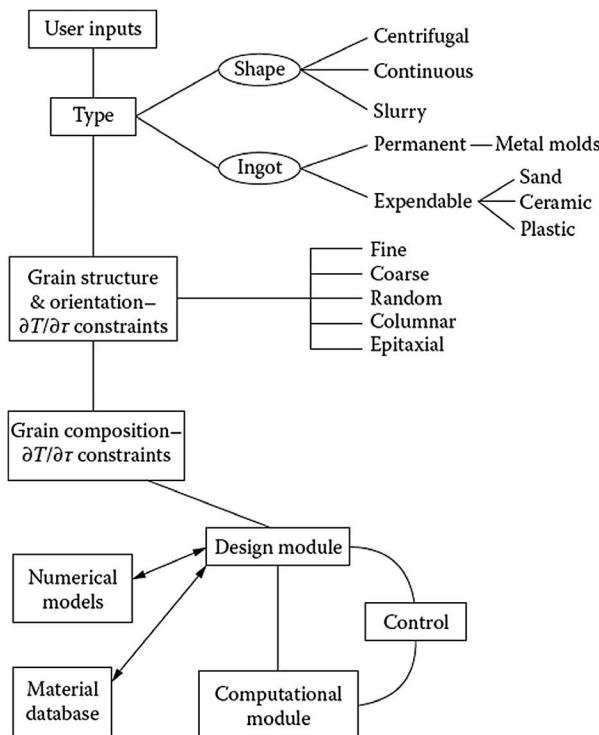 User inputs
Type
Shape
Centrifugal
Continuous
Slurry
Ingot
Permanent
Metal molds
Expendable
Sand
Ceramic
Plastic
Grain structure
& orientation–
∂T/∂τ constraints
Fine
Coarse
Random
Columnar
Epitaxial
Grain composition–
∂T/∂τ constraints
Design module
Numerical
models
Control
Material
database
Computational
module